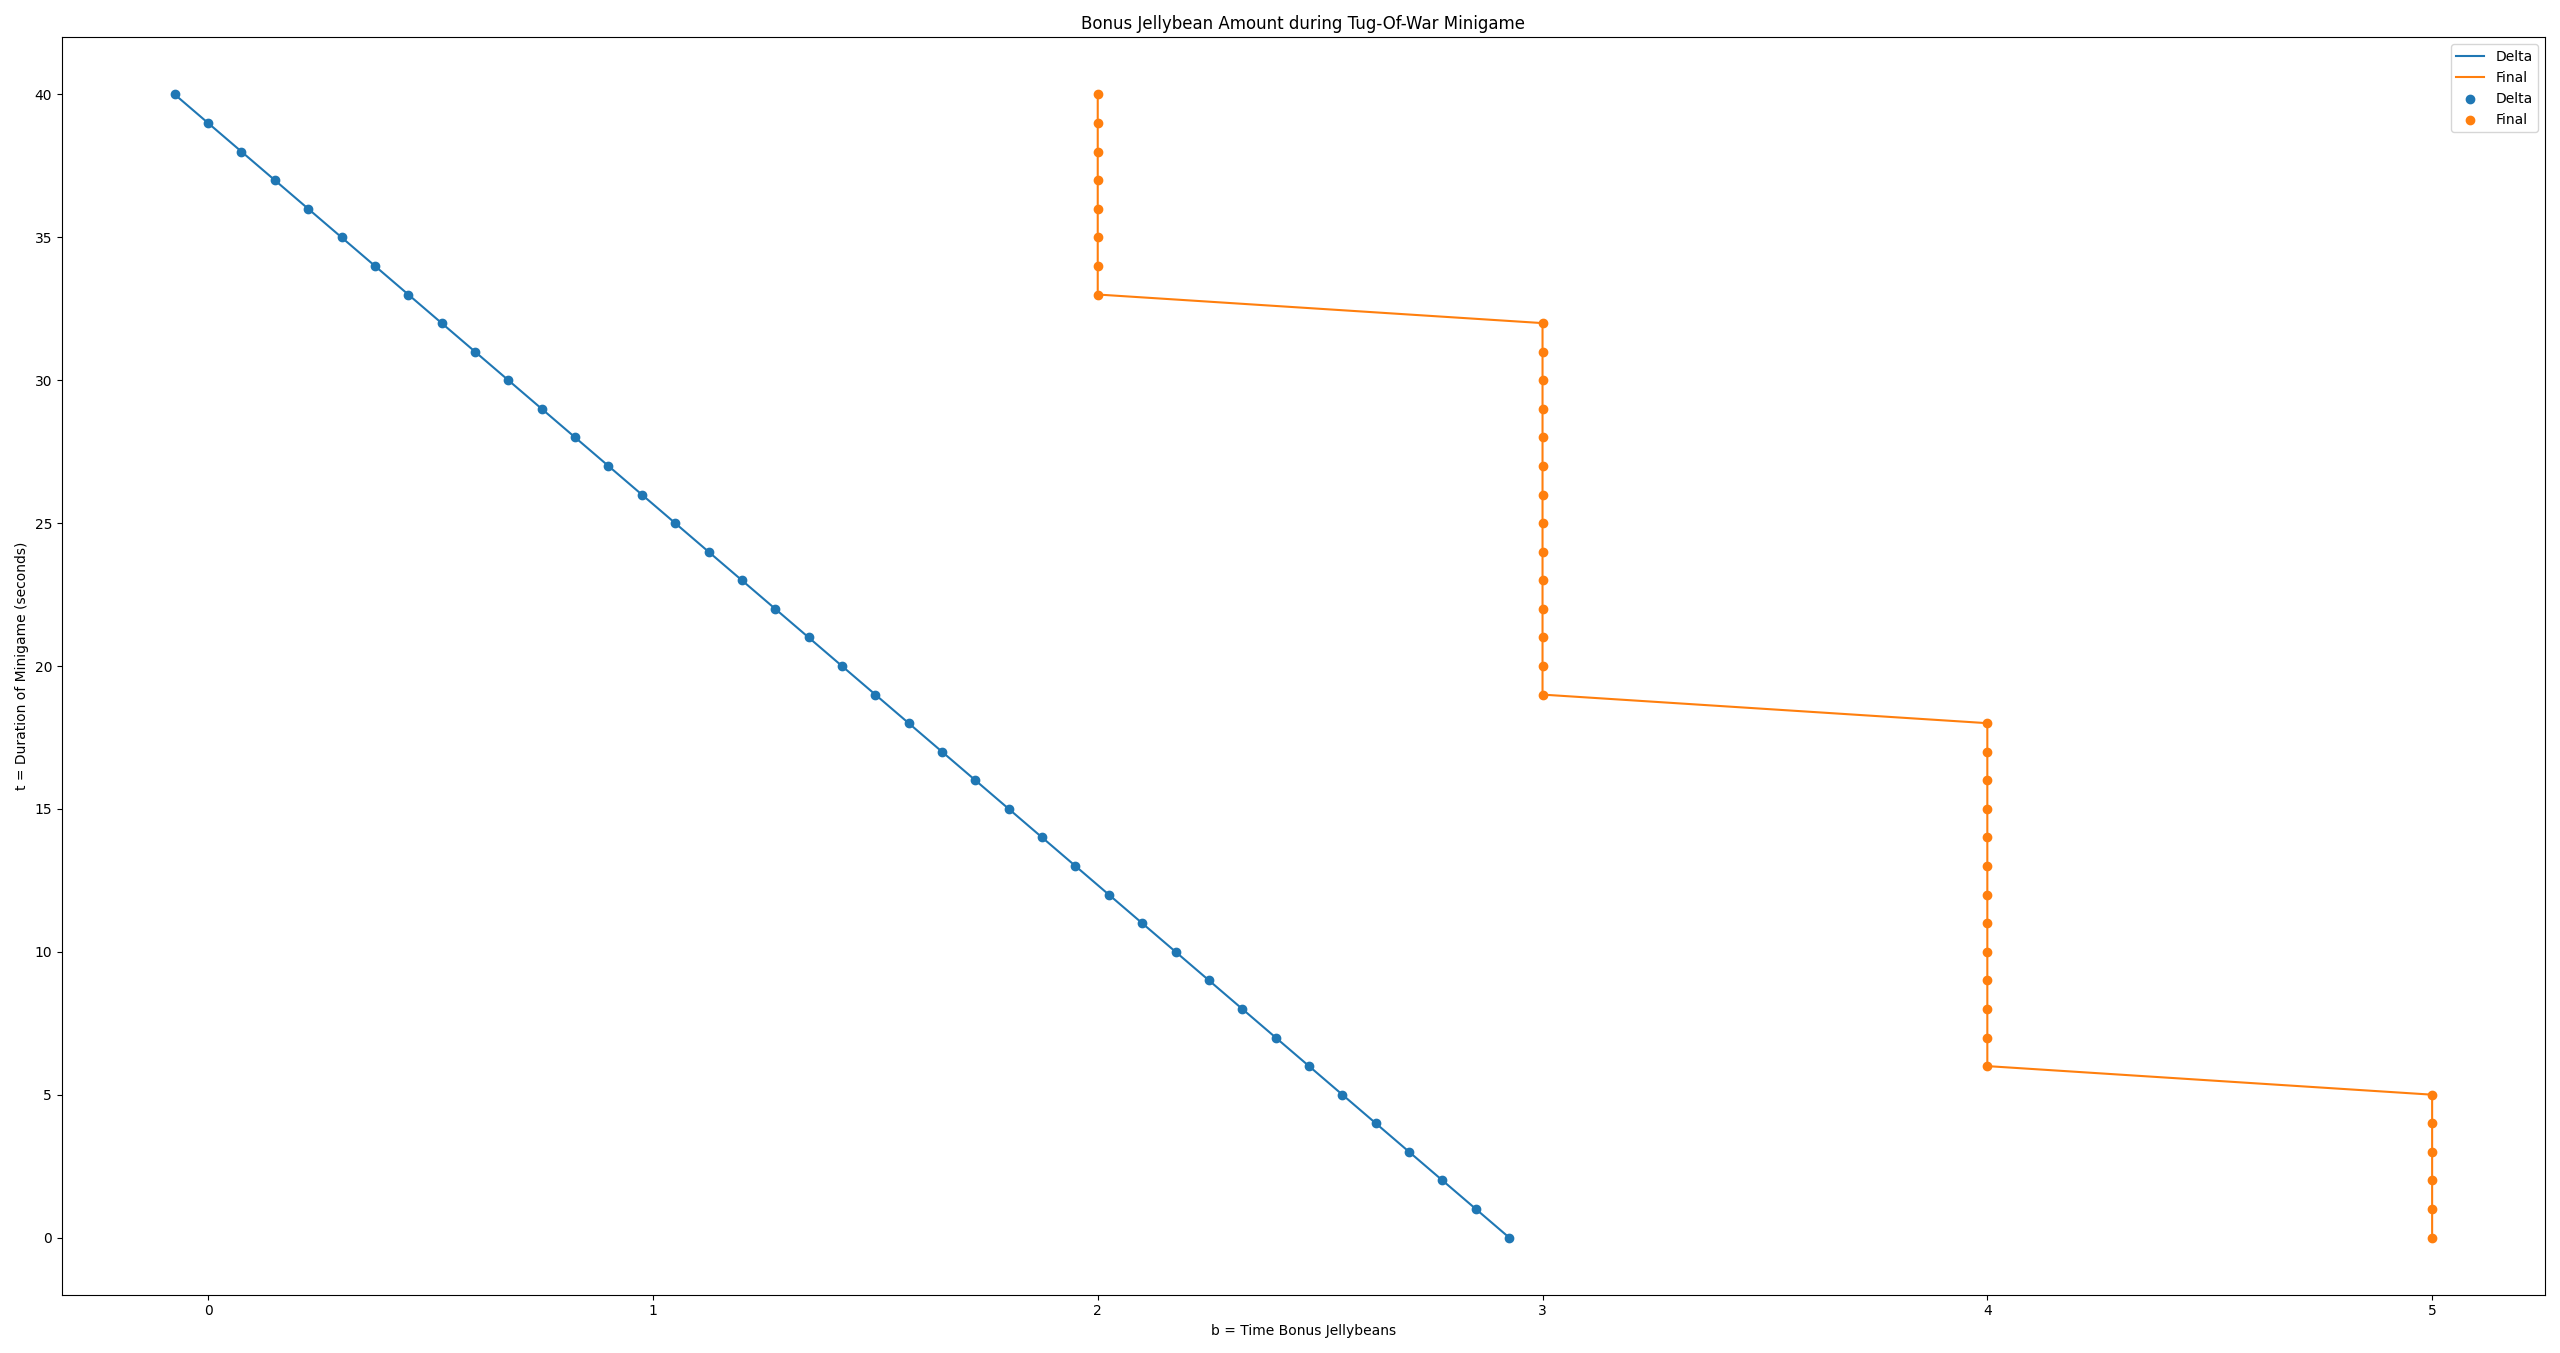 Bonus Jellybean Amount during Tug-Of-War Minigame
Delta
Final
Delta
Final
t = Duration of Minigame (seconds)
40
35
30
25
20
15
10
5
0
0 1 2 3 4 5
b = Time Bonus Jellybeans